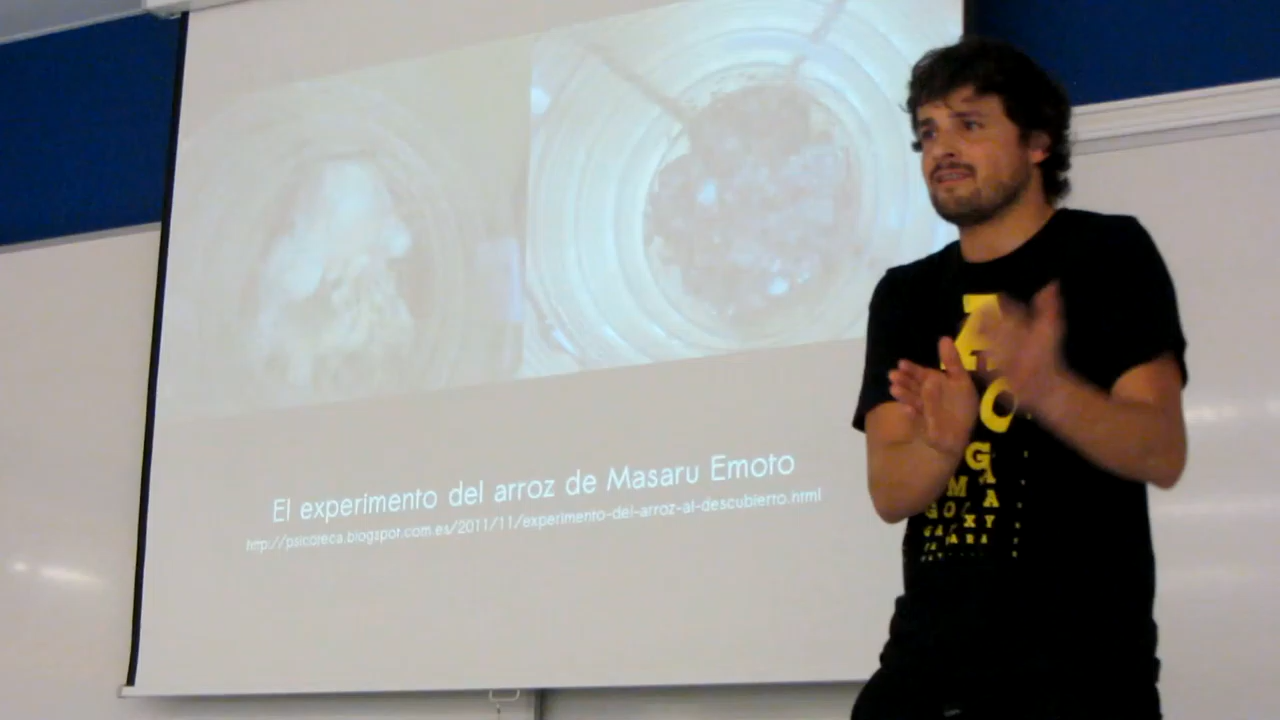 El experimento del arroz de Masaru Emoto
http://psicoteca.blogspot.com.es/2011/11/experimento-del-arroz-al-descubierto.html
A
O
G A
M A
G O
G A X Y
A R A